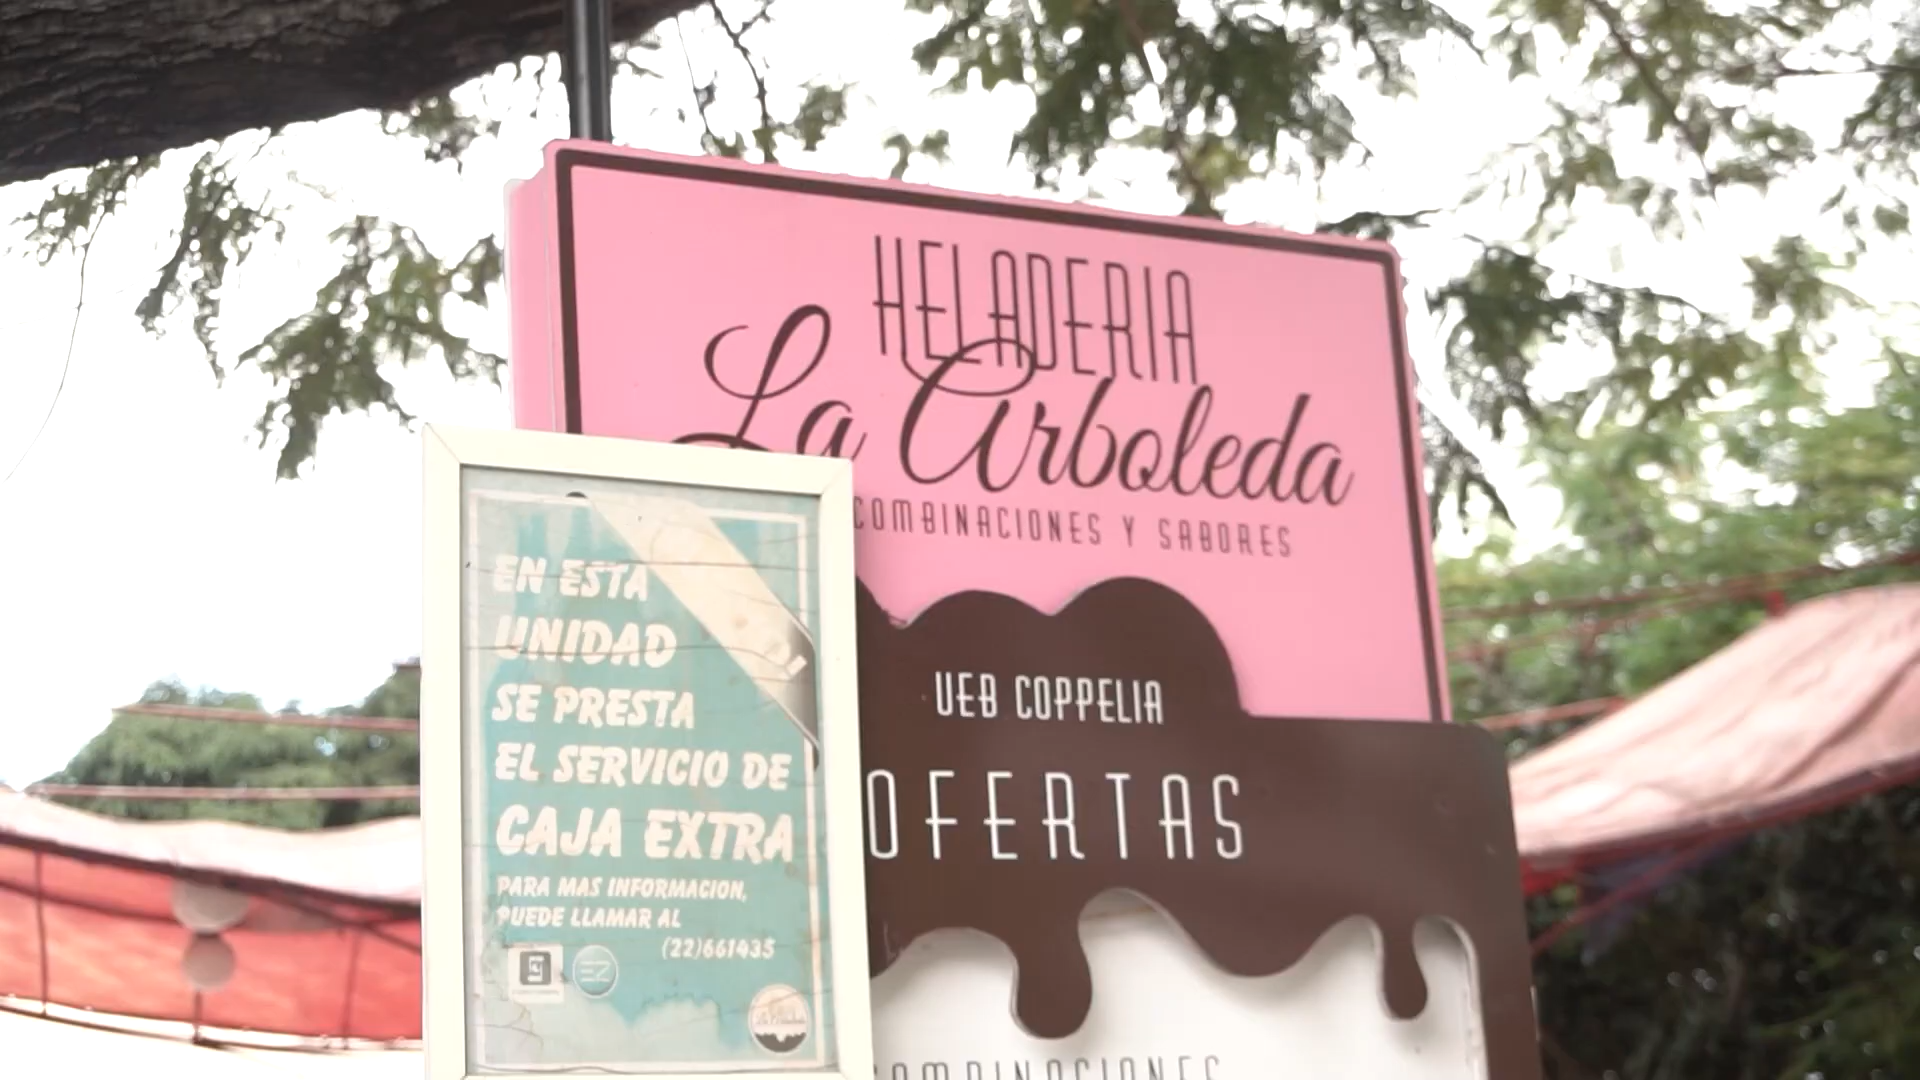 HELADERIA
La Arboleda
COMBINACIONES Y SABORES
UEB COPPELIA
OFERTAS
COMBINACIONES
EN ESTA
UNIDAD
SE PRESTA
EL SERVICIO DE
CAJA EXTRA
PARA MAS INFORMACION,
PUEDE LLAMAR AL
(22)661435